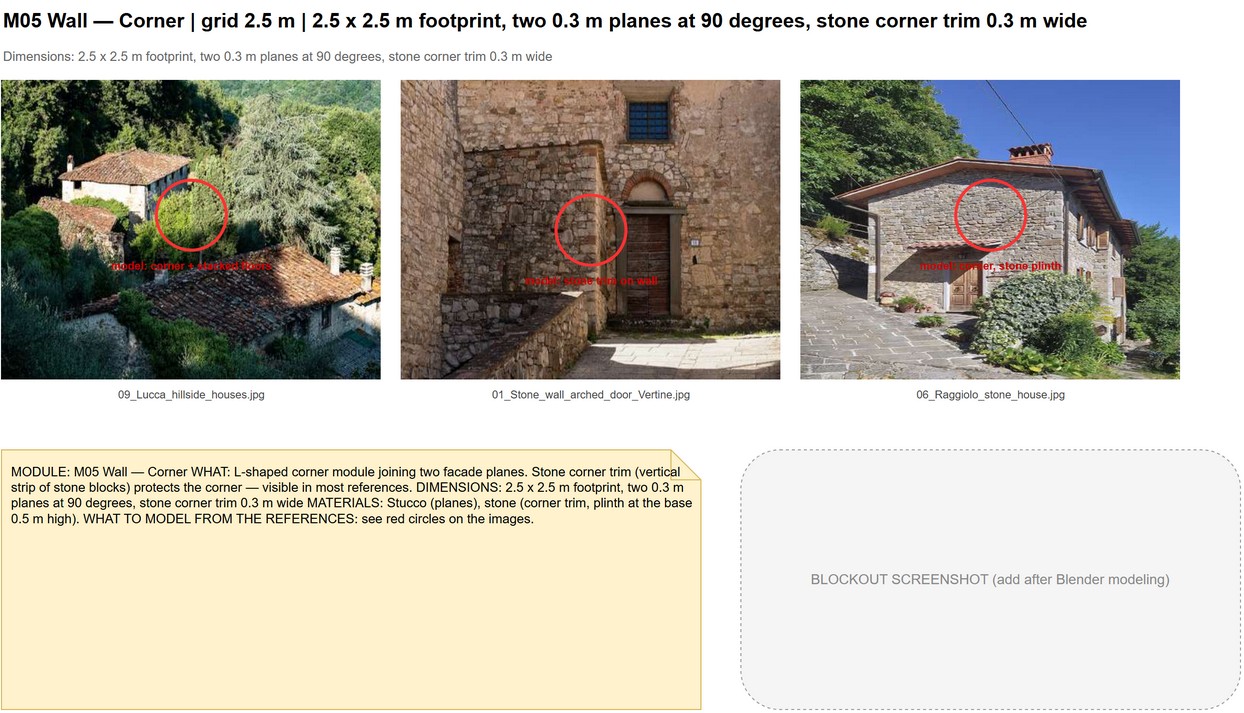 M05 Wall — Corner | grid 2.5 m | 2.5 x 2.5 m footprint, two 0.3 m planes at 90 degrees, stone corner trim 0.3 m wide
Dimensions: 2.5 x 2.5 m footprint, two 0.3 m planes at 90 degrees, stone corner trim 0.3 m wide
model: corner + stacked floors
trim on wall
model: corner, stone plinth
09_Lucca_hillside_houses.jpg
01_Stone_wall_arched_door_Vertine.jpg
06_Raggiolo_stone_house.jpg
MODULE: M05 Wall — Corner WHAT: L-shaped corner module joining two facade planes. Stone corner trim (vertical
strip of stone blocks) protects the corner — visible in most references. DIMENSIONS: 2.5 x 2.5 m footprint, two 0.3 m
planes at 90 degrees, stone corner trim 0.3 m wide MATERIALS: Stucco (planes), stone (corner trim, plinth at the base
0.5 m high). WHAT TO MODEL FROM THE REFERENCES: see red circles on the images.
BLOCKOUT SCREENSHOT (add after Blender modeling)